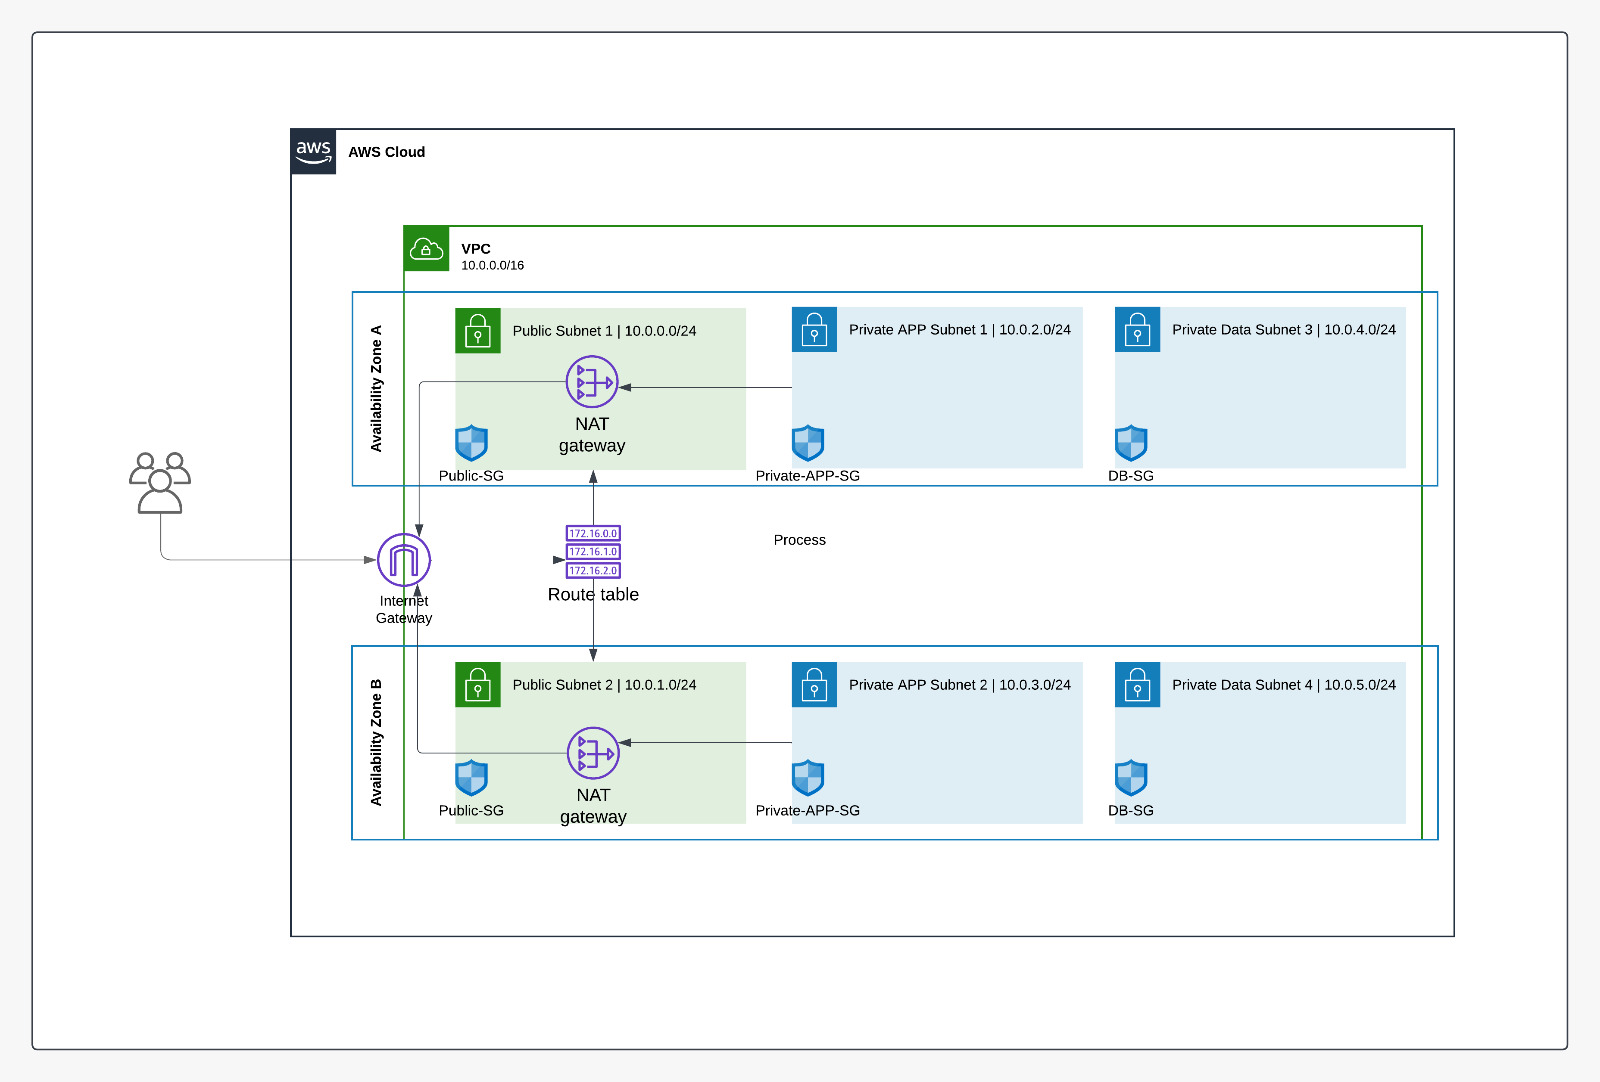 aws
AWS Cloud
VPC
10.0.0.0/16
Availability Zone A
Public Subnet 1 | 10.0.0.0/24
NAT
gateway
Public-SG
Private APP Subnet 1 | 10.0.2.0/24
Private-APP-SG
Private Data Subnet 3 | 10.0.4.0/24
DB-SG
172.16.0.0
172.16.1.0
172.16.2.0
Route table
Process
Internet
Gateway
Availability Zone B
Public Subnet 2 | 10.0.1.0/24
NAT
gateway
Public-SG
Private APP Subnet 2 | 10.0.3.0/24
Private-APP-SG
Private Data Subnet 4 | 10.0.5.0/24
DB-SG